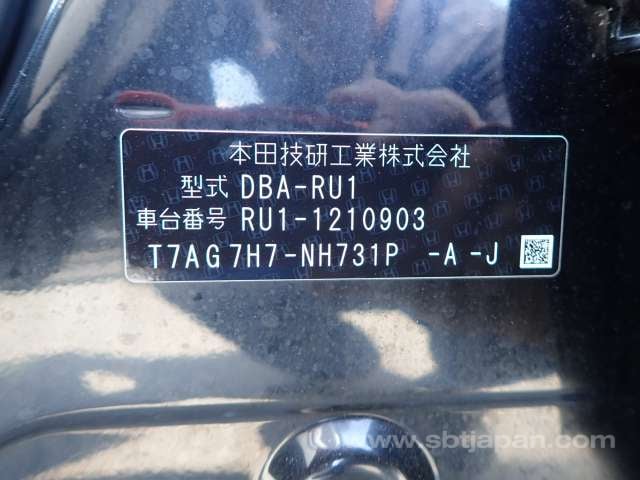 本田技研工業株式会社
型式 DBA-RU1
車台番号 RU1-1210903
T7AG 7H7-NH731P -A -J
www.sbtjapan.com